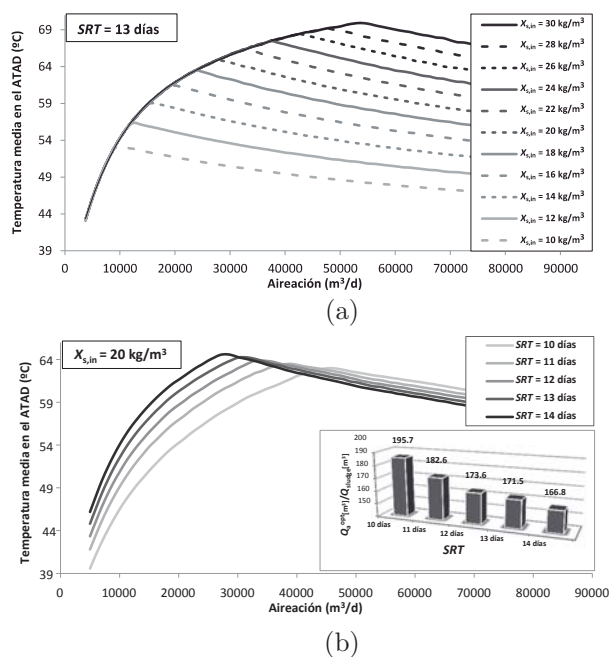 SRT = 13 días
Temperatura media en el ATAD (ºC)
69
64
59
54
49
44
39
0 10000 20000 30000 40000 50000 60000 70000 80000 90000
Aireación (m³/d)
Xs,in = 30 kg/m³
Xs,in = 28 kg/m³
Xs,in = 26 kg/m³
Xs,in = 24 kg/m³
Xs,in = 22 kg/m³
Xs,in = 20 kg/m³
Xs,in = 18 kg/m³
Xs,in = 16 kg/m³
Xs,in = 14 kg/m³
Xs,in = 12 kg/m³
Xs,in = 10 kg/m³
(a)
Xs,in = 20 kg/m³
Temperatura media en el ATAD (ºC)
64
59
54
49
44
39
0 10000 20000 30000 40000 50000 60000 70000 80000 90000
Aireación (m³/d)
SRT = 10 días
SRT = 11 días
SRT = 12 días
SRT = 13 días
SRT = 14 días
Qa^opt[m³]/Qsludge[m³]
200
190
180
170
160
150
195.7
182.6
173.6
171.5
166.8
10 días
11 días
12 días
13 días
14 días
SRT
(b)